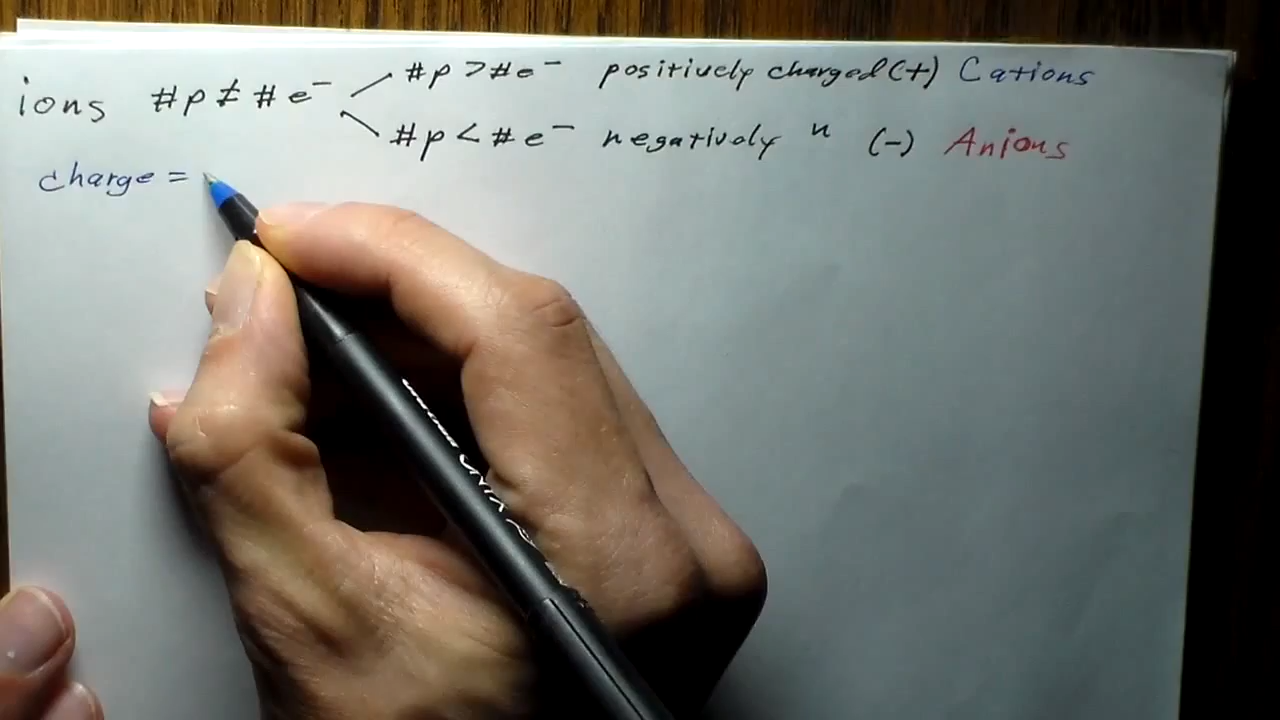 ions #p ≠ #e⁻
#p > #e⁻ positively charged (+) Cations
#p < #e⁻ negatively " (-) Anions
charge =